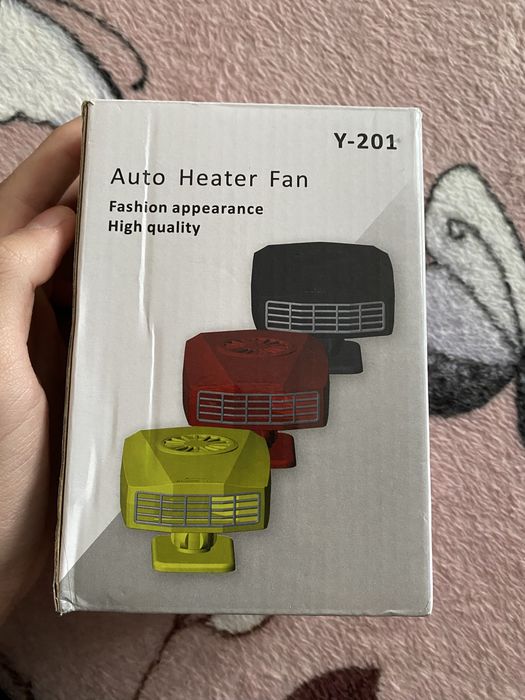 Y-201
Auto Heater Fan
Fashion appearance
High quality